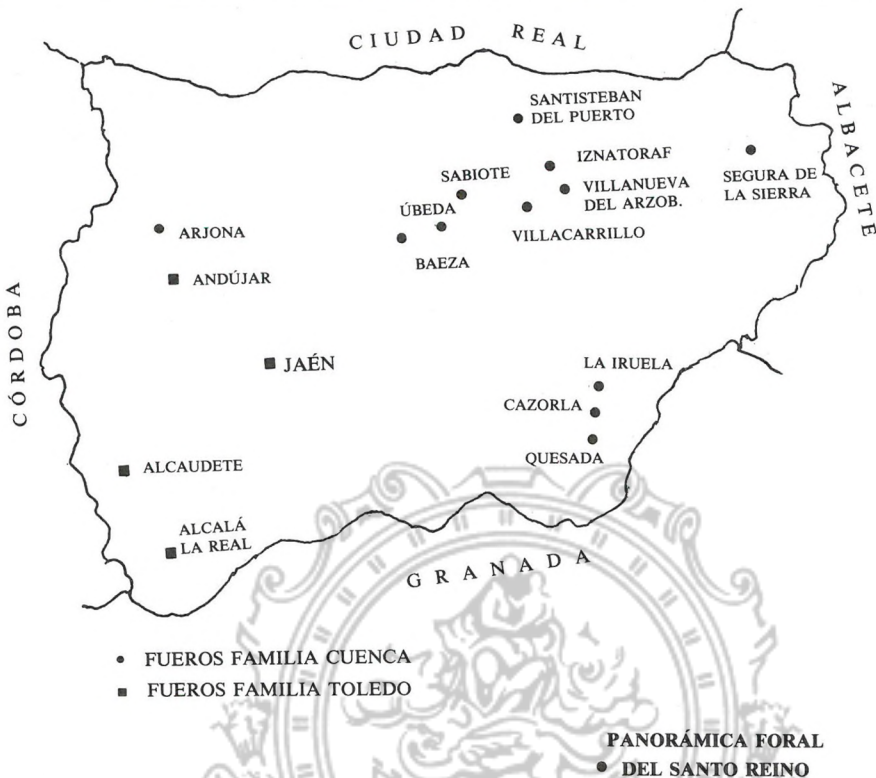 CIUDAD REAL
ALBACETE
CÓRDOBA
SANTISTEBAN
DEL PUERTO
IZNATORAF
SEGURA DE
LA SIERRA
SABIOTE
VILLANUEVA
DEL ARZOB.
ÚBEDA
VILLACARRILLO
ARJONA
BAEZA
ANDÚJAR
JAÉN
LA IRUELA
CAZORLA
QUESADA
ALCAUDETE
ALCALÁ
LA REAL
GRANADA
• FUEROS FAMILIA CUENCA
■ FUEROS FAMILIA TOLEDO
PANORÁMICA FORAL
● DEL SANTO REINO